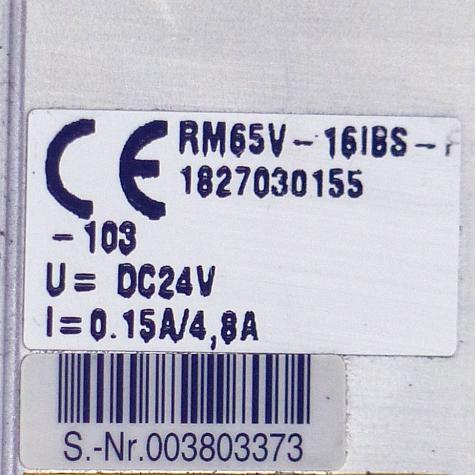 CE RM65V-16IBS-
1827030155
-103
U= DC24V
I=0.15A/4,8A
S.-Nr.003803373